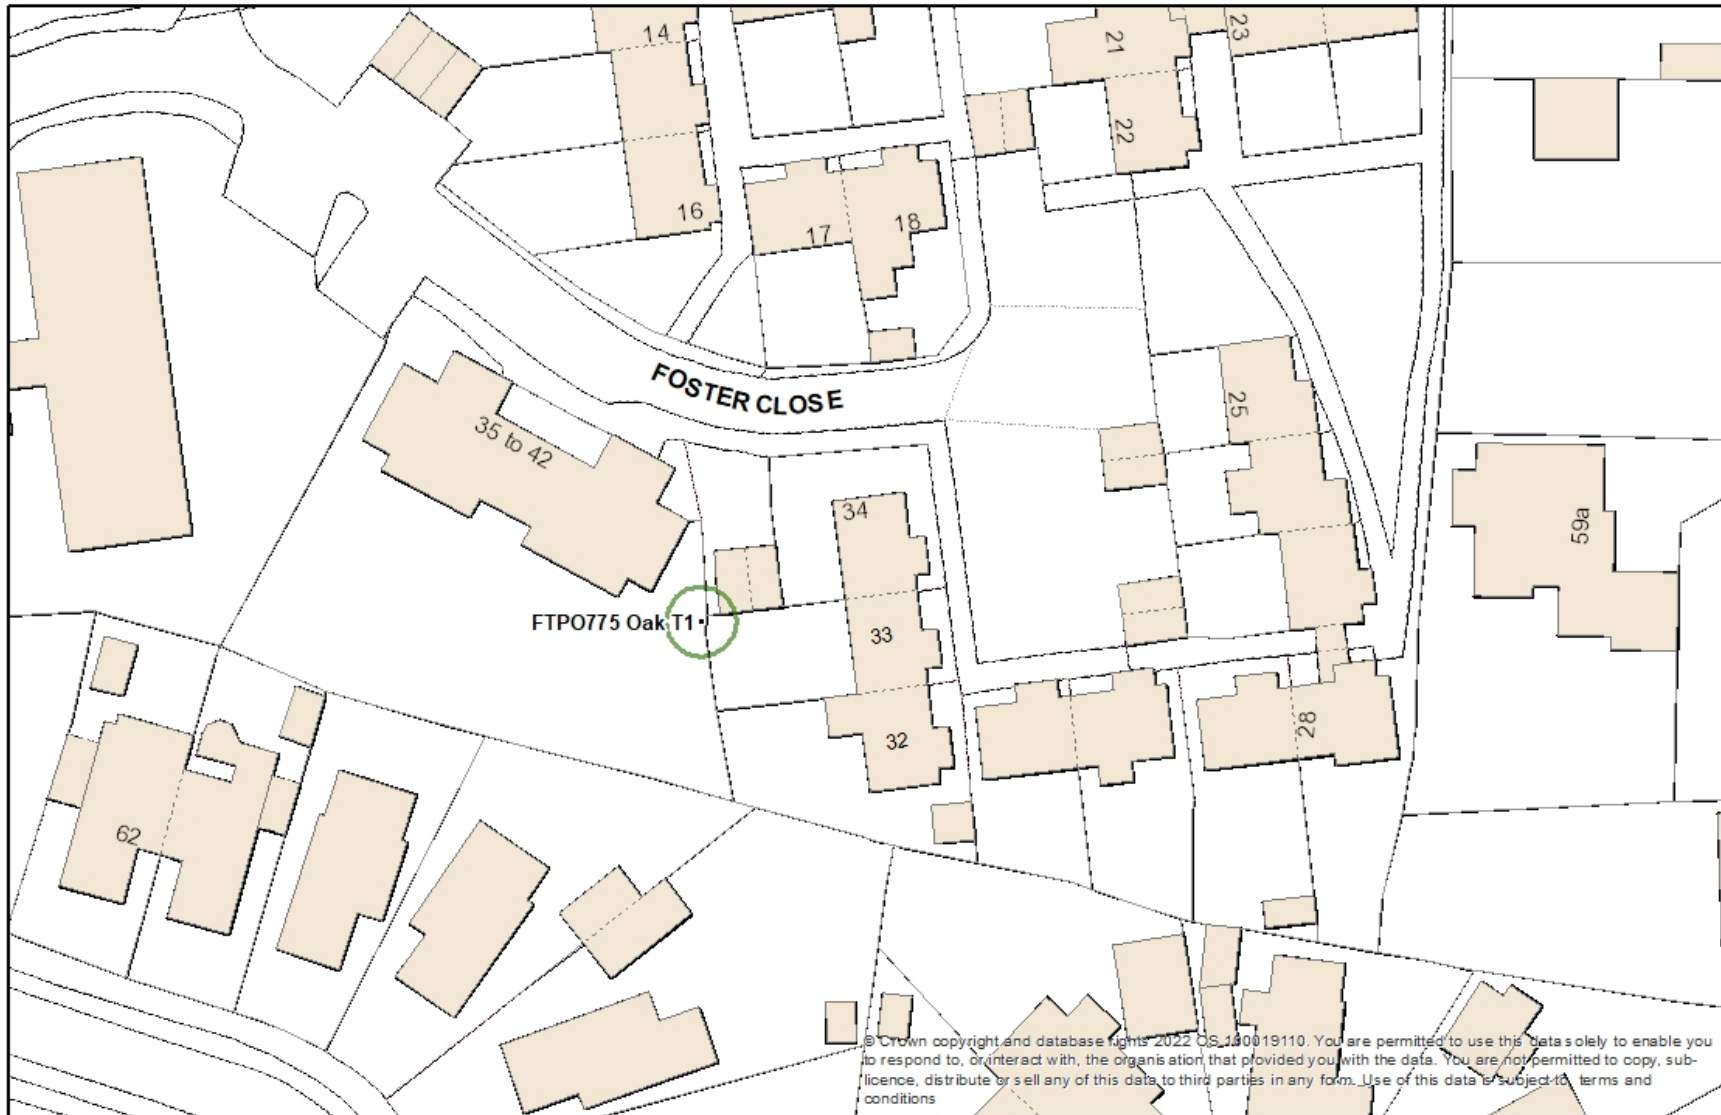 14
21
23
22
16
17
18
FOSTER CLOSE
25
35 to 42
34
59a
FTPO775 Oak T1
33
32
28
62
© Crown copyright and database rights 2022 OS 100019110. You are permitted to use this data solely to enable you
to respond to, or interact with, the organisation that provided you with the data. You are not permitted to copy, sub-
licence, distribute or sell any of this data to third parties in any form. Use of this data is subject to terms and
conditions